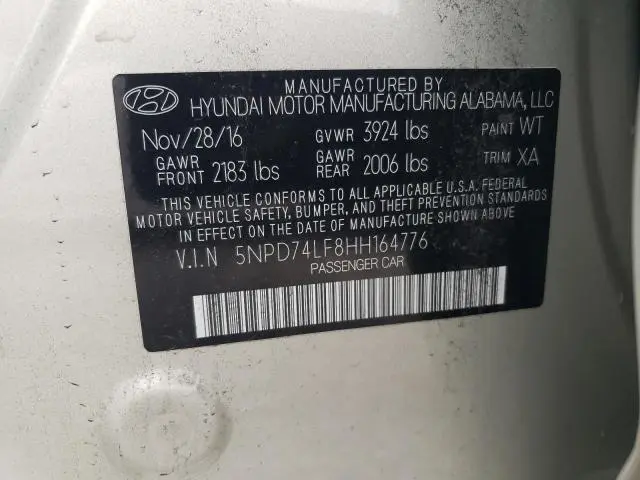 MANUFACTURED BY
HYUNDAI MOTOR MANUFACTURING ALABAMA, LLC
Nov/28/16 GVWR 3924 lbs PAINT WT
GAWR FRONT 2183 lbs GAWR REAR 2006 lbs TRIM XA
THIS VEHICLE CONFORMS TO ALL APPLICABLE U.S.A. FEDERAL
MOTOR VEHICLE SAFETY, BUMPER, AND THEFT PREVENTION STANDARDS
IN EFFECT ON THE DATE OF MANUFACTURE SHOWN ABOVE.
V.I.N 5NPD74LF8HH164776
PASSENGER CAR